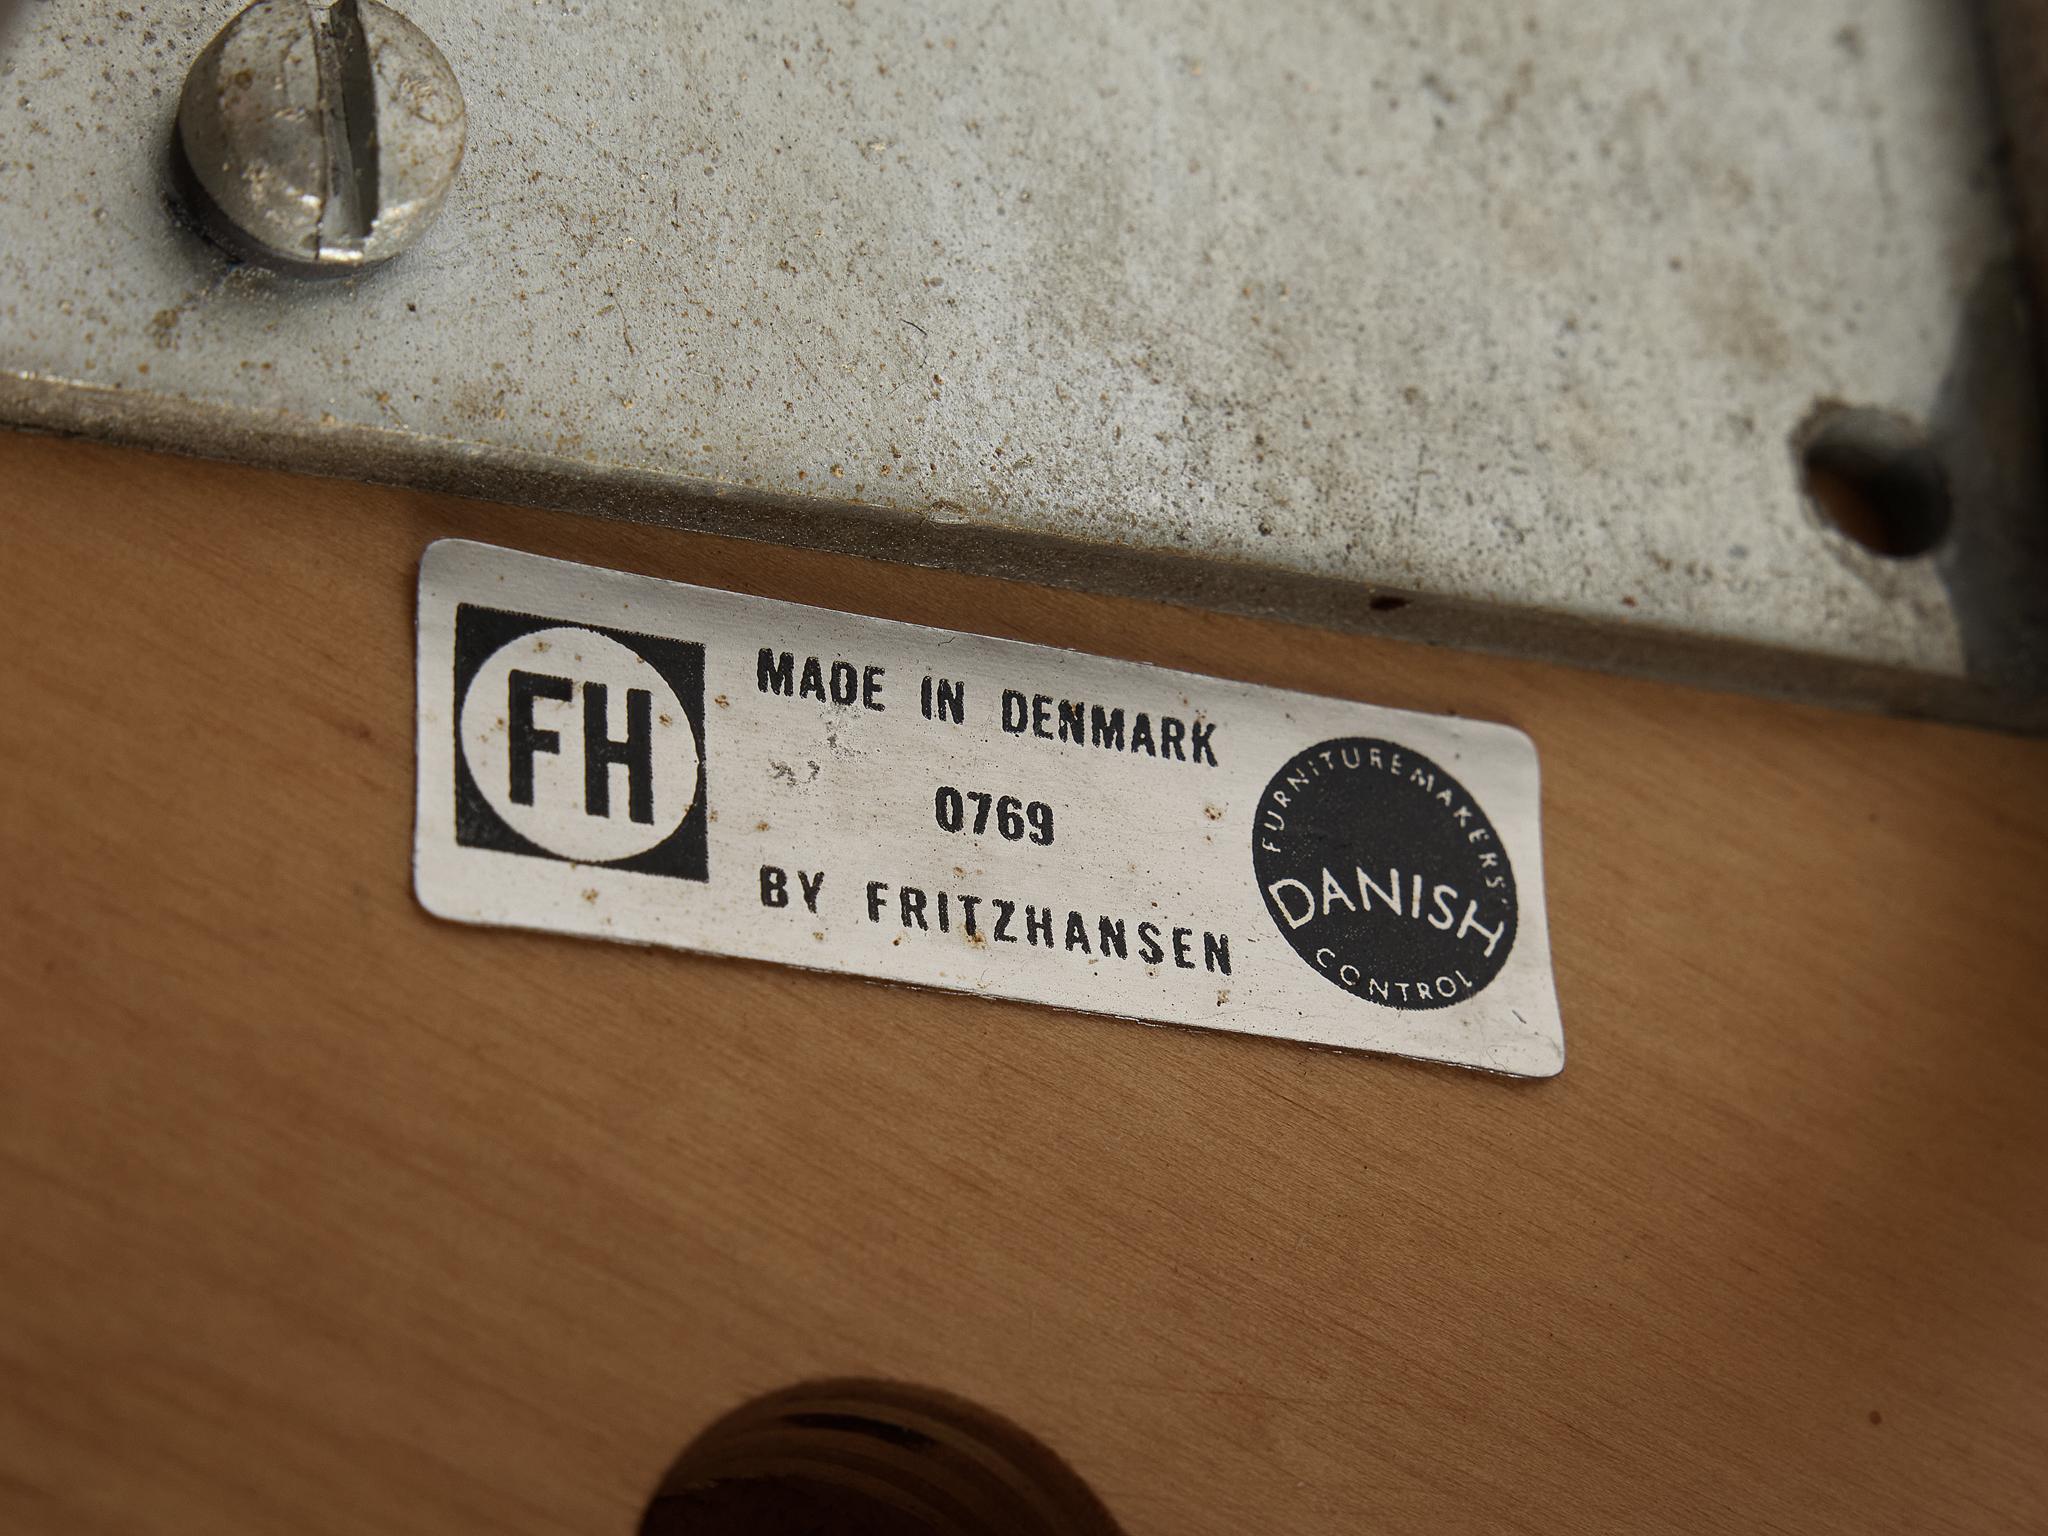 FH
MADE IN DENMARK
0769
BY FRITZHANSEN
FURNITUREMAKERS'
DANISH
CONTROL